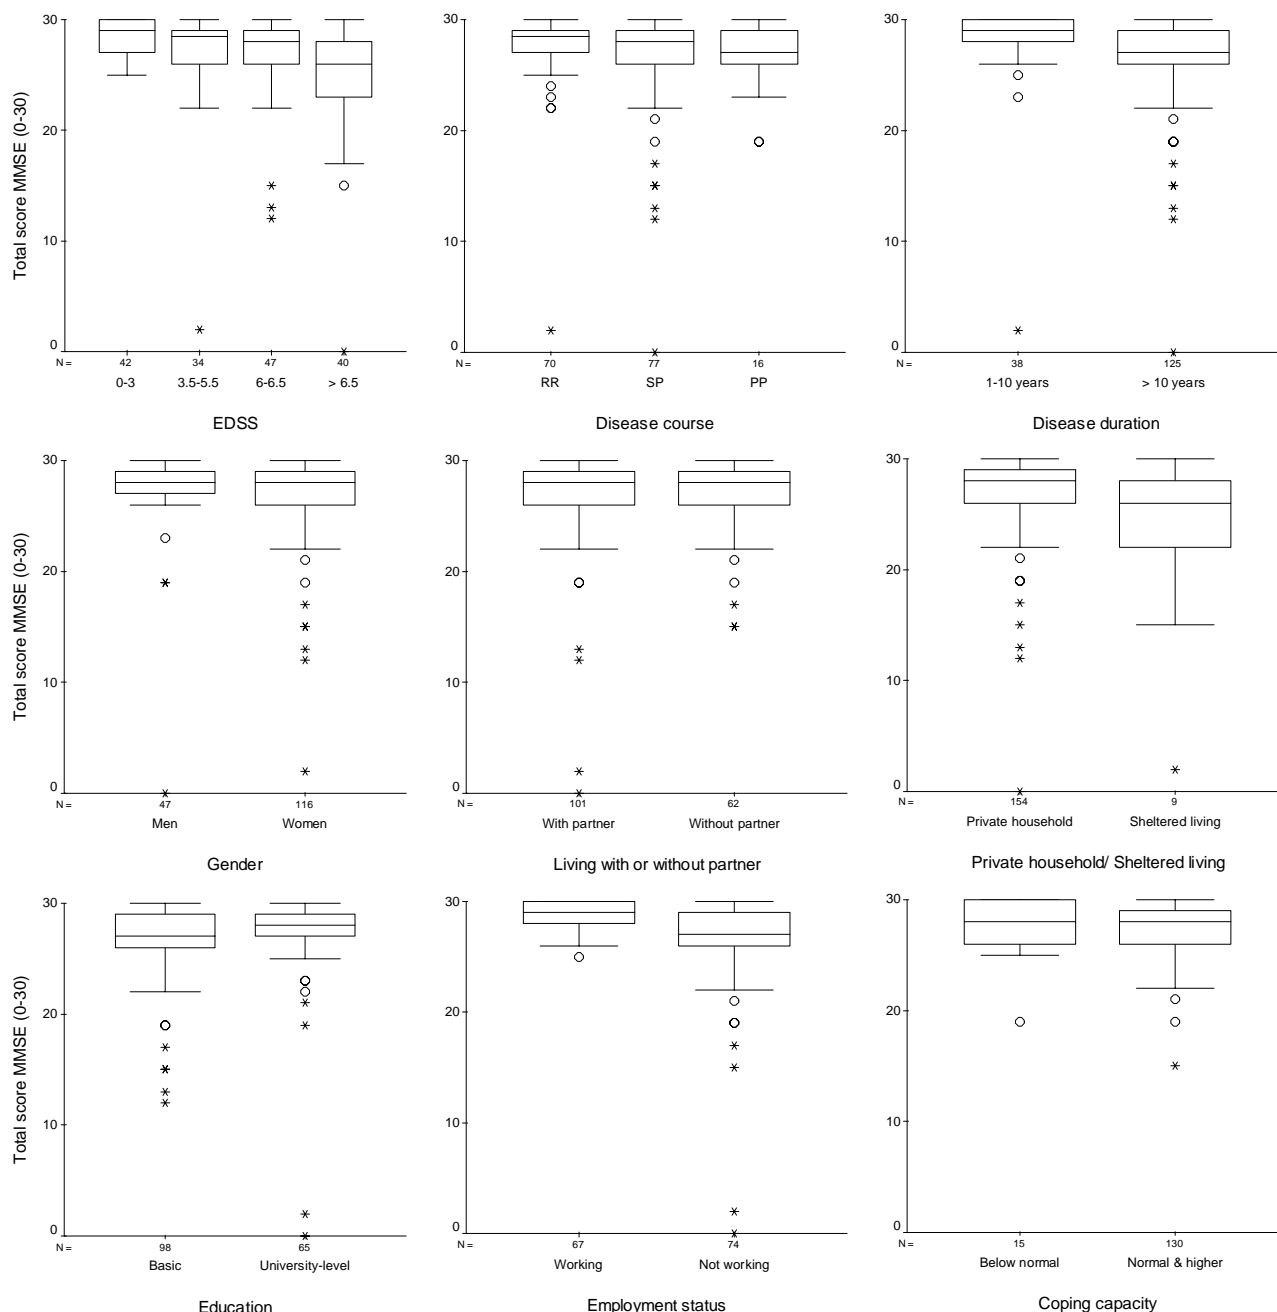 Total score MMSE (0-30)
30
20
10
0
N =
42
34
47
40
0-3
3.5-5.5
6-6.5
> 6.5
EDSS
30
20
10
0
N =
70
77
16
RR
SP
PP
Disease course
30
20
10
0
N =
38
125
1-10 years
> 10 years
Disease duration
Total score MMSE (0-30)
30
20
10
0
N =
47
116
Men
Women
Gender
30
20
10
0
N =
101
62
With partner
Without partner
Living with or without partner
30
20
10
0
N =
154
9
Private household
Sheltered living
Private household/ Sheltered living
Total score MMSE (0-30)
30
20
10
0
N =
98
65
Basic
University-level
Education
30
20
10
0
N =
67
74
Working
Not working
Employment status
30
20
10
0
N =
15
130
Below normal
Normal & higher
Coping capacity